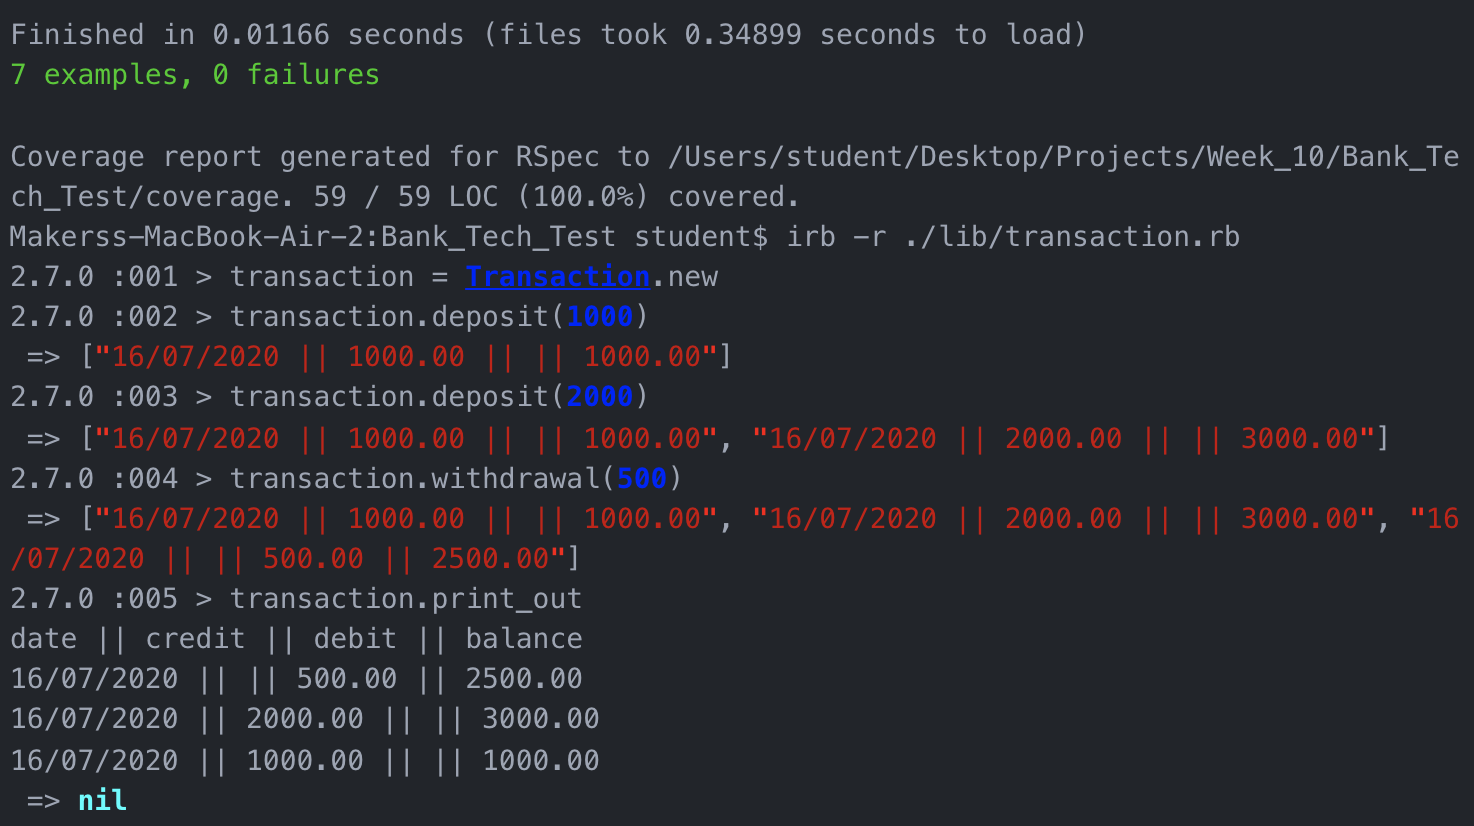 Finished in 0.01166 seconds (files took 0.34899 seconds to load)
7 examples, 0 failures

Coverage report generated for RSpec to /Users/student/Desktop/Projects/Week_10/Bank_Te
ch_Test/coverage. 59 / 59 LOC (100.0%) covered.
Makerss-MacBook-Air-2:Bank_Tech_Test student$ irb -r ./lib/transaction.rb
2.7.0 :001 > transaction = Transaction.new
2.7.0 :002 > transaction.deposit(1000)
 => ["16/07/2020 || 1000.00 || || 1000.00"]
2.7.0 :003 > transaction.deposit(2000)
 => ["16/07/2020 || 1000.00 || || 1000.00", "16/07/2020 || 2000.00 || || 3000.00"]
2.7.0 :004 > transaction.withdrawal(500)
 => ["16/07/2020 || 1000.00 || || 1000.00", "16/07/2020 || 2000.00 || || 3000.00", "16
/07/2020 || || 500.00 || 2500.00"]
2.7.0 :005 > transaction.print_out
date || credit || debit || balance
16/07/2020 || || 500.00 || 2500.00
16/07/2020 || 2000.00 || || 3000.00
16/07/2020 || 1000.00 || || 1000.00
 => nil